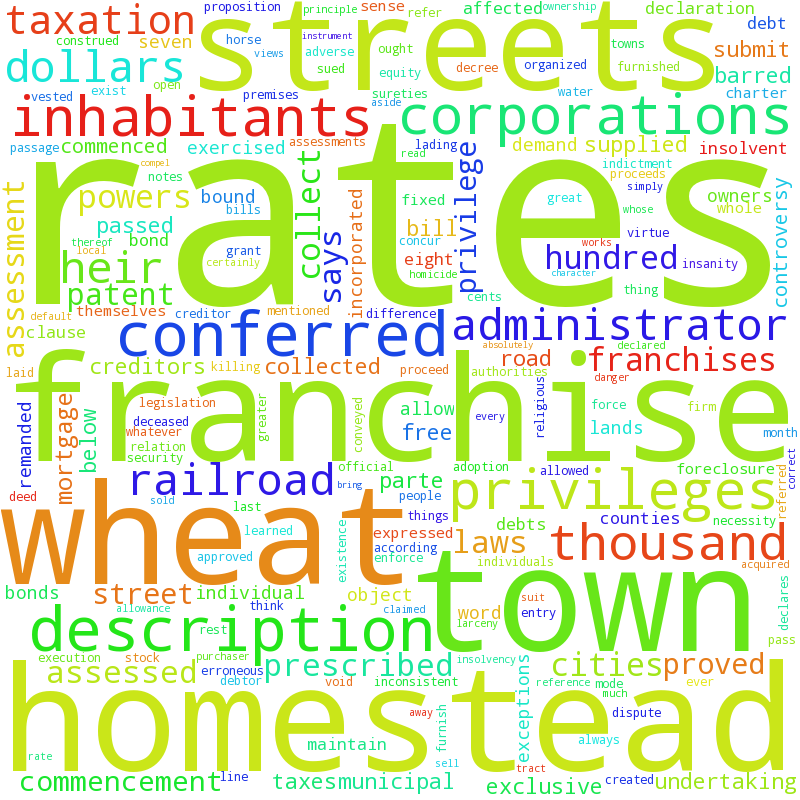 taxation
proposition
streets
principle
sense
refer
affected
ownership
declaration
debt
construed
seven
horse
views
instrument
adverse
ought
towns
submit
dollars
sued
equity
decree
organized
furnished
barred
vested
exist
open
premises
sureties
aside
water
charter
inhabitants
corporations
passage
commenced
exercised
assessments
read
lading
demand
supplied
insolvent
compel
notes
rates
indictment
proceeds
assessment
powers
bound
collect
incorporated
fixed
privilege
great
simply
owners
whole
controversy
passed
bills
says
bill
whose
virtue
thereof
local
bond
grant
concur
eight
hundred
works
insanity
heir
certainly
homicide
character
patent
cents
thing
default
themselves
creditor
mentioned
difference
clause
conferred
administrator
laid
creditors
killing
collected
proceed
road
absolutely
authorities
franchises
declared
danger
franchise
remanded
mortgage
below
legislation
deceased
whatever
relation
security
greater
conveyed
allow
free
every
religious
force
lands
firm
month
correct
deed
railroad
sold
official
bring
adoption
parte
people
allowed
foreclosure
referred
wheat
last
learned
things
privileges
debts
counties
necessity
approved
existence
expressed
according
enforce
laws
individuals
thousand
acquired
bonds
street
individual
object
town
suit
allowance
think
claimed
word
larceny
entry
declares
pass
description
rest
execution
stock
purchaser
erroneous
debtor
prescribed
void
inconsistent
insolvency
exceptions
cities
proved
assessed
reference
mode
much
ever
homestead
away
furnish
dispute
maintain
always
sell
tract
rate
commencement
line
taxes
municipal
exclusive
created
undertaking